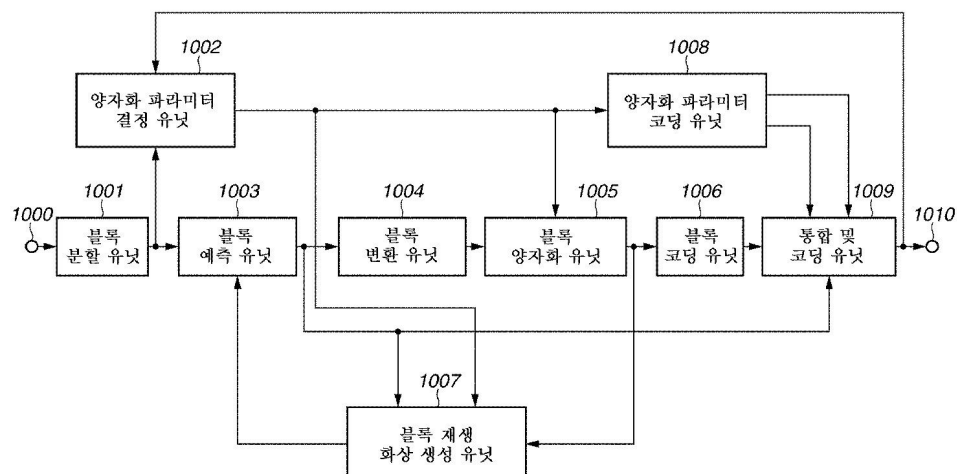 1002
양자화 파라미터
결정 유닛
1008
양자화 파라미터
코딩 유닛
1000
1001
블록
분할 유닛
1003
블록
예측 유닛
1004
블록
변환 유닛
1005
블록
양자화 유닛
1006
블록
코딩 유닛
1009
통합 및
코딩 유닛
1010
1007
블록 재생
화상 생성 유닛